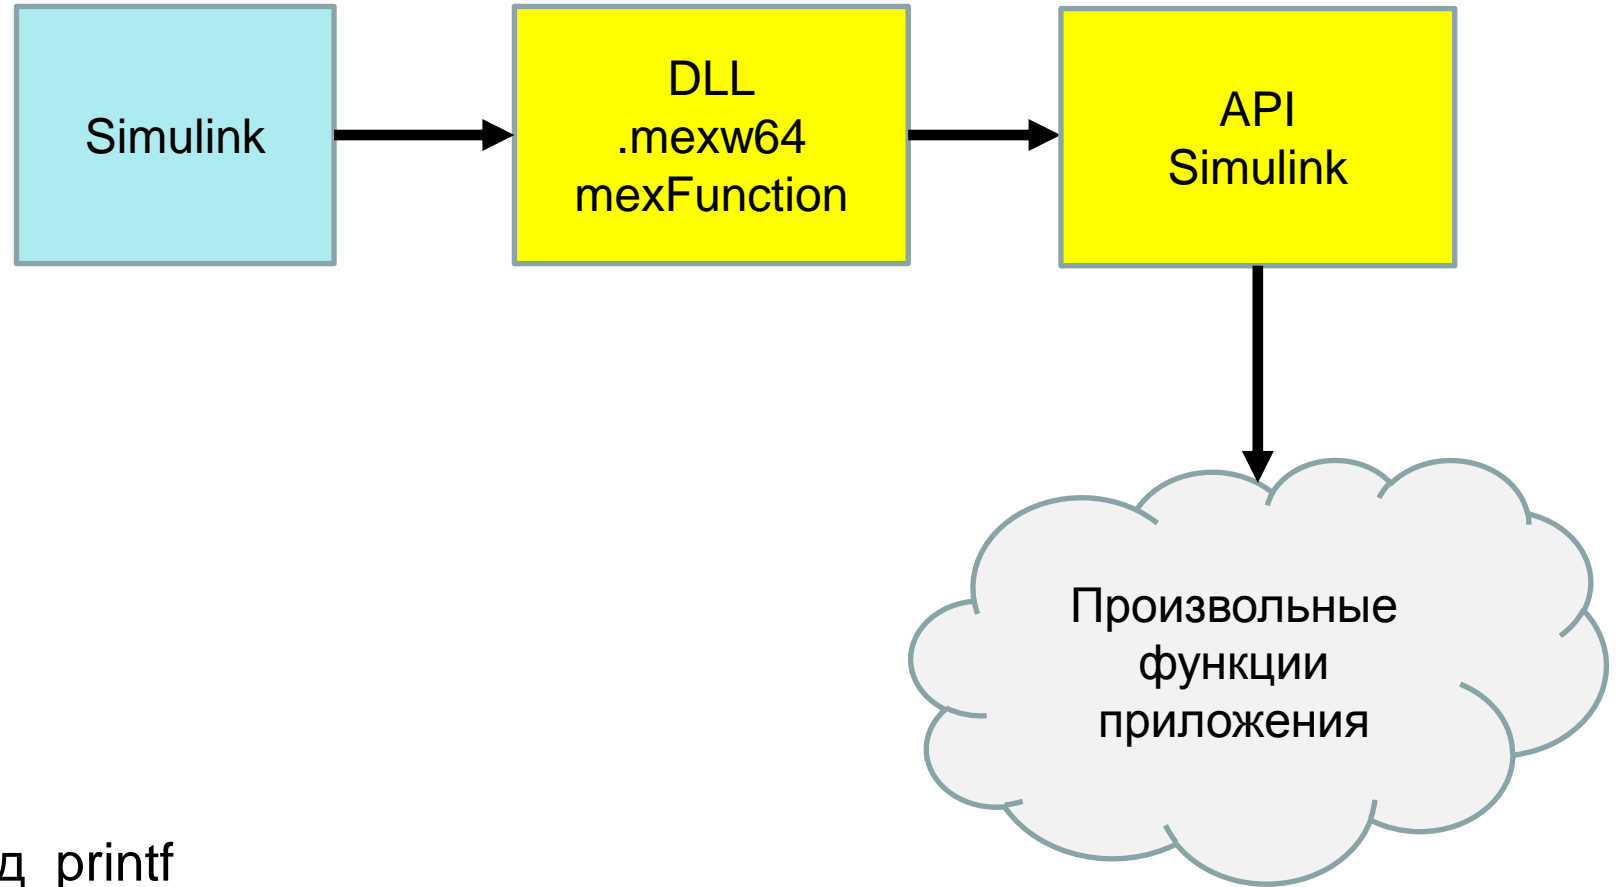 Simulink
DLL
.mexw64
mexFunction
API
Simulink
Произвольные
функции
приложения
printf